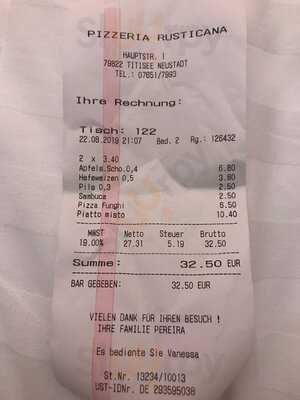 PIZZERIA RUSTICANA
HAUPTSTR. 1
79822 TITISEE NEUSTADT
TEL.: 07651/7993
Ihre Rechnung:
Tisch: 122
22.08.2019 21:07 Bed. 2 Rg.: 126432
2 x 3.40
Apfels.Scho.0,4 6.80
Hefeweizen 0,5 3.80
Pils 0,3 2.50
Sambuca 2.50
Pizza Funghi 6.50
Piatto misto 10.40
MWST Netto Steuer Brutto
19.00% 27.31 5.19 32.50
Summe: 32.50 EUR
BAR GEGEBEN: 32.50 EUR
VIELEN DANK FÜR IHREN BESUCH !
IHRE FAMILIE PEREIRA
Es bediente Sie Vanessa
St.Nr. 13234/10013
UST-IDNr. DE 293595038